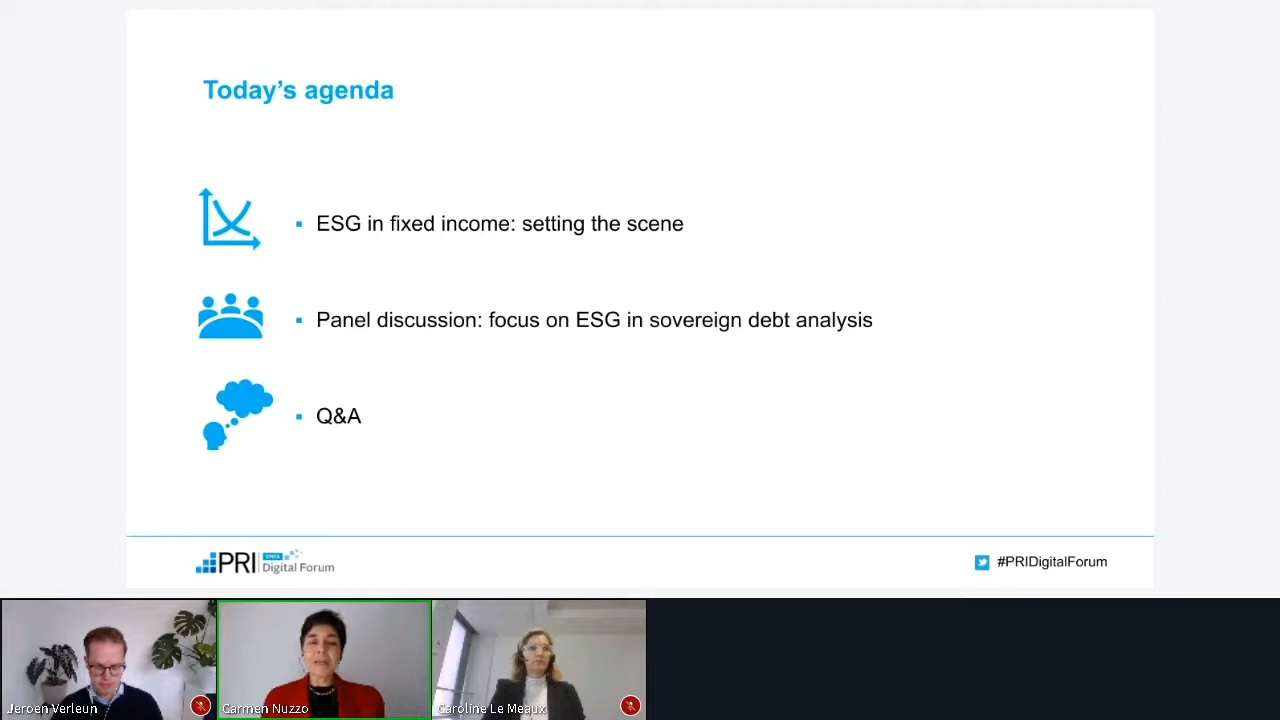 Today's agenda
ESG in fixed income: setting the scene
Panel discussion: focus on ESG in sovereign debt analysis
Q&A
PRI
EMEA
Digital Forum
#PRIDigitalForum
Jeroen Verleun
Carmen Nuzzo
Caroline Le Meaux